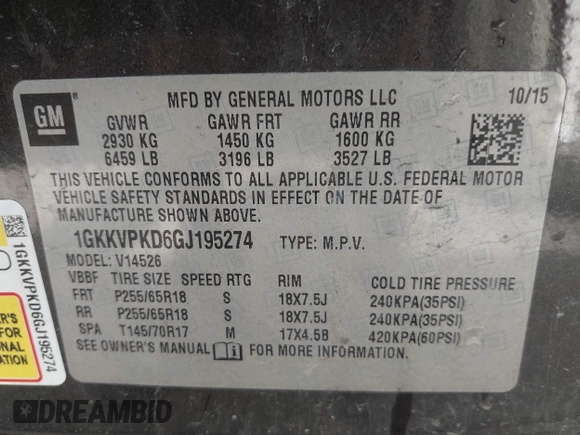 GM
MFD BY GENERAL MOTORS LLC 10/15
GVWR GAWR FRT GAWR RR
2930 KG 1450 KG 1600 KG
6459 LB 3196 LB 3527 LB
THIS VEHICLE CONFORMS TO ALL APPLICABLE U.S. FEDERAL MOTOR
VEHICLE SAFETY STANDARDS IN EFFECT ON THE DATE OF
MANUFACTURE SHOWN ABOVE.
1GKKVPKD6GJ195274 TYPE: M.P.V.
MODEL: V14526
VBBF TIRE SIZE SPEED RTG RIM COLD TIRE PRESSURE
FRT P255/65R18 S 18X7.5J 240KPA(35PSI)
RR P255/65R18 S 18X7.5J 240KPA(35PSI)
SPA T145/70R17 M 17X4.5B 420KPA(60PSI)
SEE OWNER'S MANUAL FOR MORE INFORMATION.
1GKKVPKD6GJ195274
ER'S
FOR
ONAL
ATION
DREAMBID